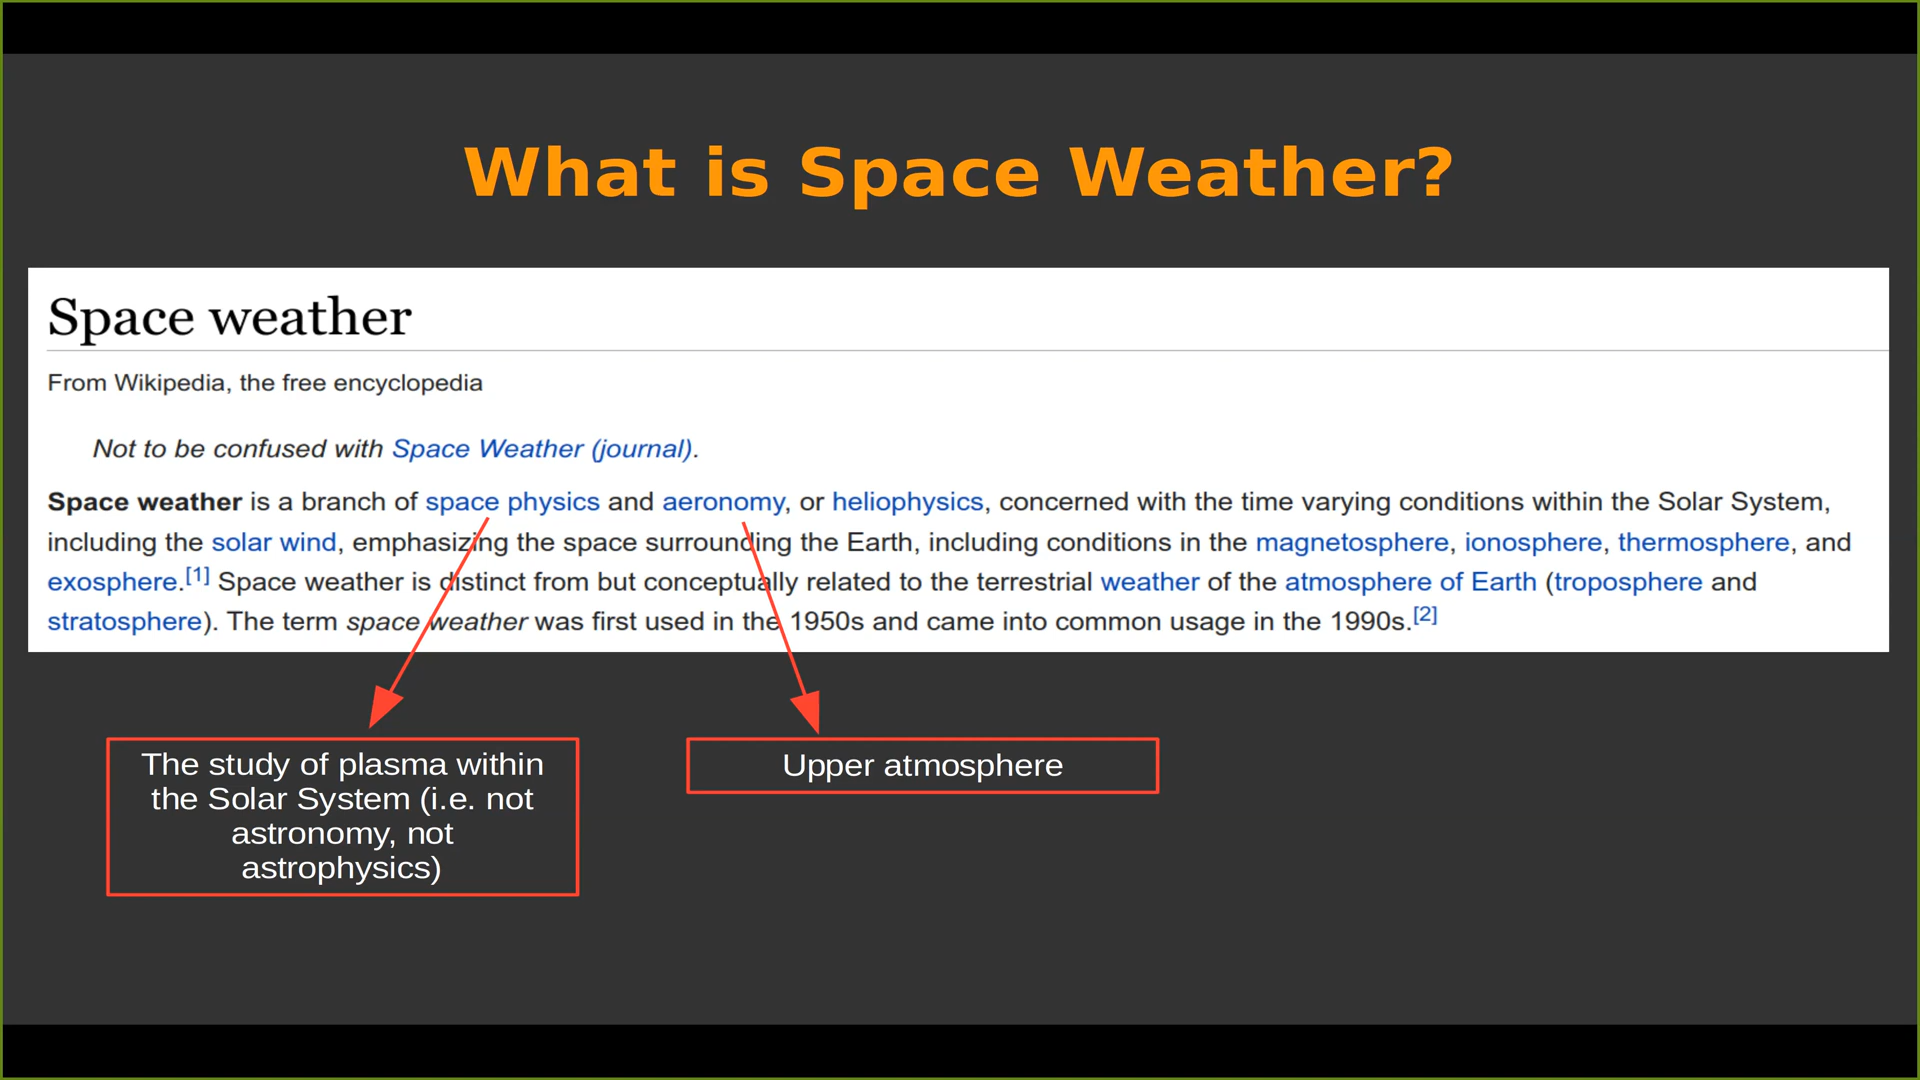 What is Space Weather?
Space weather
From Wikipedia, the free encyclopedia
Not to be confused with Space Weather (journal).
Space weather is a branch of space physics and aeronomy, or heliophysics, concerned with the time varying conditions within the Solar System,
including the solar wind, emphasizing the space surrounding the Earth, including conditions in the magnetosphere, ionosphere, thermosphere, and
exosphere.[1] Space weather is distinct from but conceptually related to the terrestrial weather of the atmosphere of Earth (troposphere and
stratosphere). The term space weather was first used in the 1950s and came into common usage in the 1990s.[2]
The study of plasma within
the Solar System (i.e. not
astronomy, not
astrophysics)
Upper atmosphere